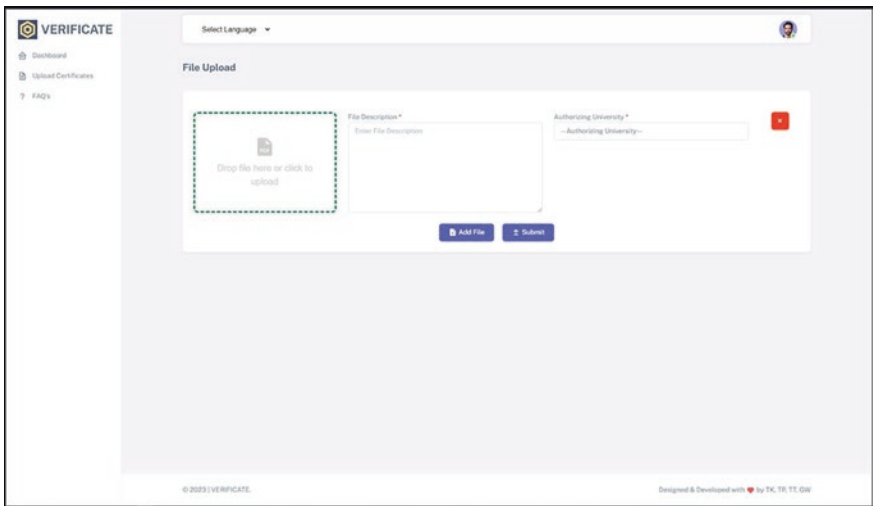 VERIFICATE
Select Language
Dashboard
Upload Certificates
? FAQ's
File Upload
File Description *
Authorizing University *
Enter File Description
--Authorizing University--
PDF
Drop file here or click to
upload
Add File
Submit
© 2023 | VERIFICATE.
Designed & Developed with ❤ by TK, TP, TT, GW